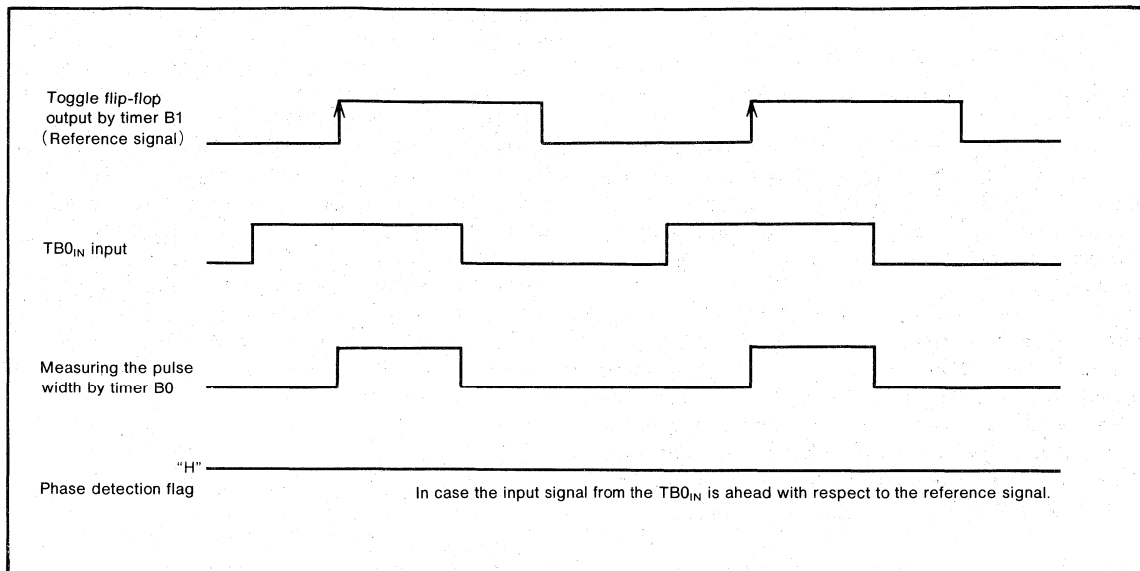 Toggle flip-flop
output by timer B1
(Reference signal)
TB0IN input
Measuring the pulse
width by timer B0
“H”
Phase detection flag
In case the input signal from the TB0IN is ahead with respect to the reference signal.